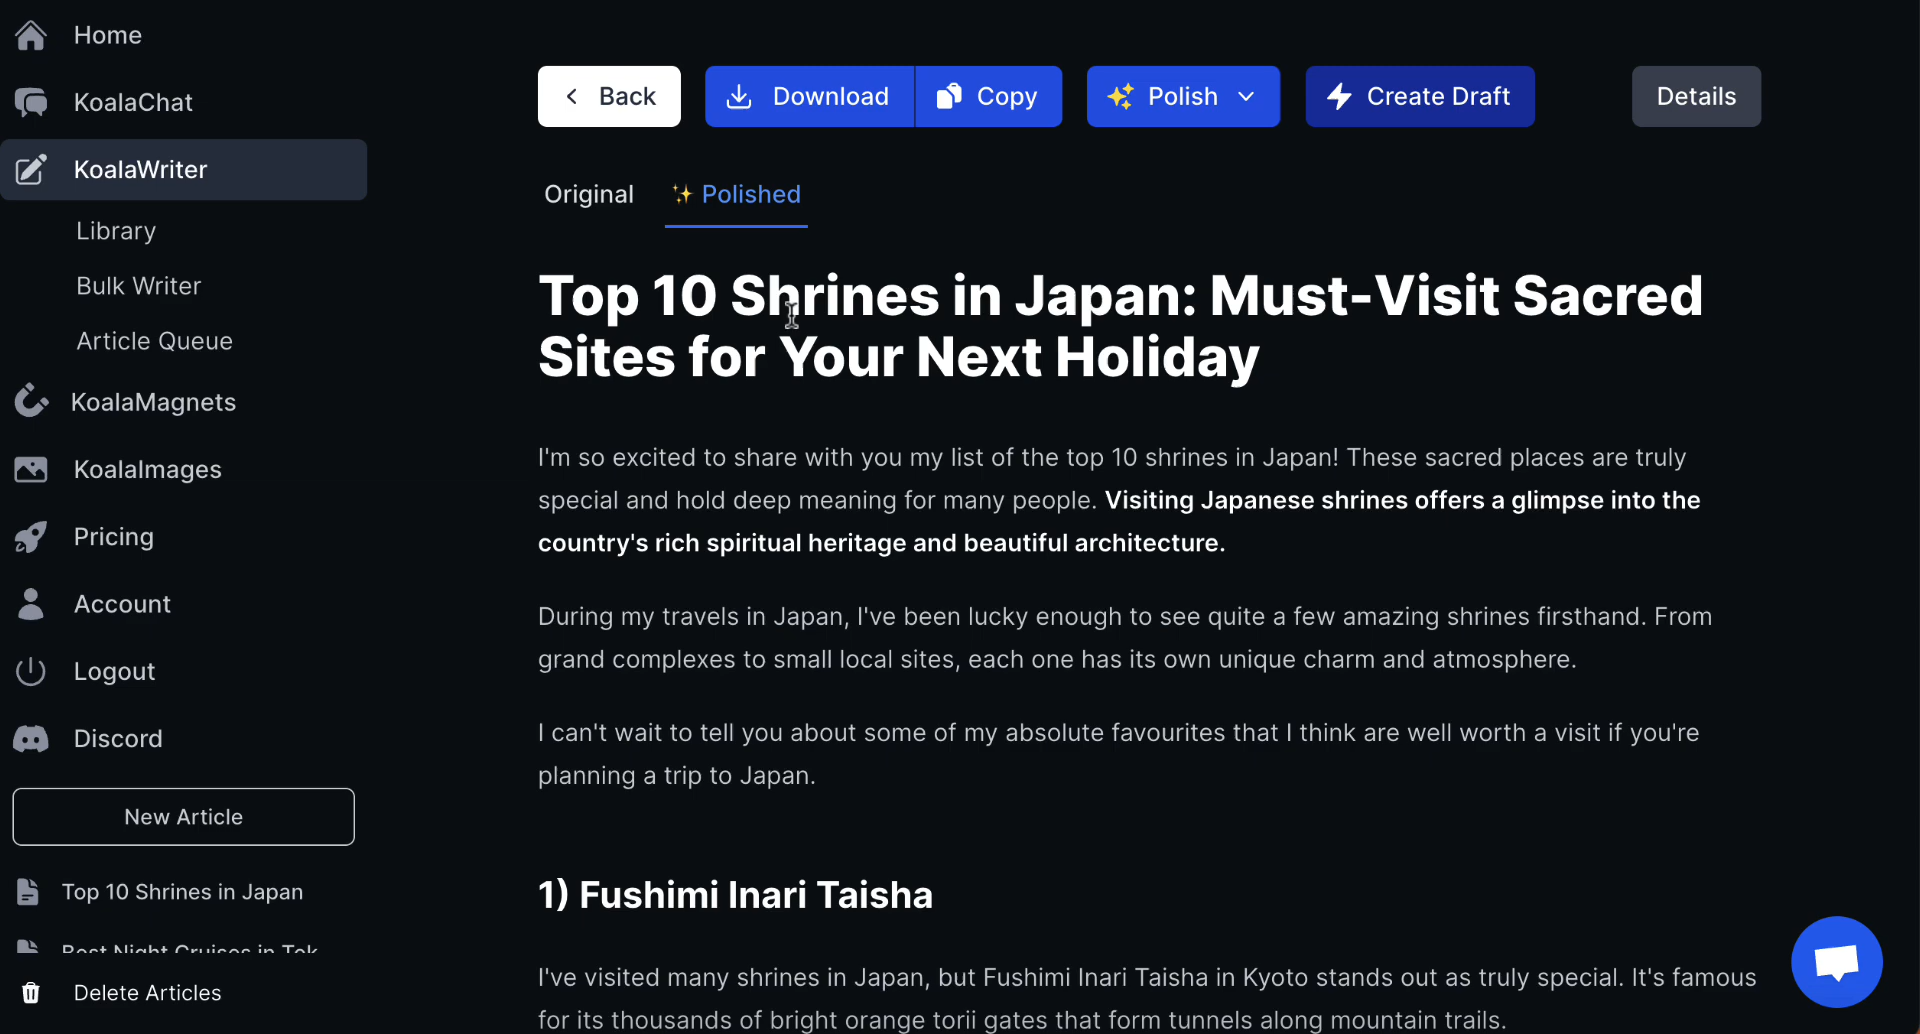 Home
KoalaChat
KoalaWriter
Library
Bulk Writer
Article Queue
KoalaMagnets
KoalaImages
Pricing
Account
Logout
Discord
New Article
Top 10 Shrines in Japan
Best Night Cruises in Tok
Delete Articles
Back
Download
Copy
Polish
Create Draft
Details
Original
Polished
Top 10 Shrines in Japan: Must-Visit Sacred
Sites for Your Next Holiday
I'm so excited to share with you my list of the top 10 shrines in Japan! These sacred places are truly
special and hold deep meaning for many people. Visiting Japanese shrines offers a glimpse into the
country's rich spiritual heritage and beautiful architecture.
During my travels in Japan, I've been lucky enough to see quite a few amazing shrines firsthand. From
grand complexes to small local sites, each one has its own unique charm and atmosphere.
I can't wait to tell you about some of my absolute favourites that I think are well worth a visit if you're
planning a trip to Japan.
1) Fushimi Inari Taisha
I've visited many shrines in Japan, but Fushimi Inari Taisha in Kyoto stands out as truly special. It's famous
for its thousands of bright orange torii gates that form tunnels along mountain trails.